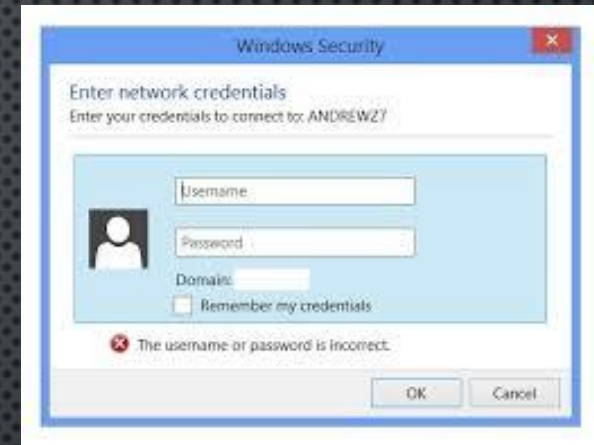 Windows Security
Enter network credentials
Enter your credentials to connect to: ANDREWZ7
Username
Password
Domain:
Remember my credentials
The username or password is incorrect.
OK
Cancel